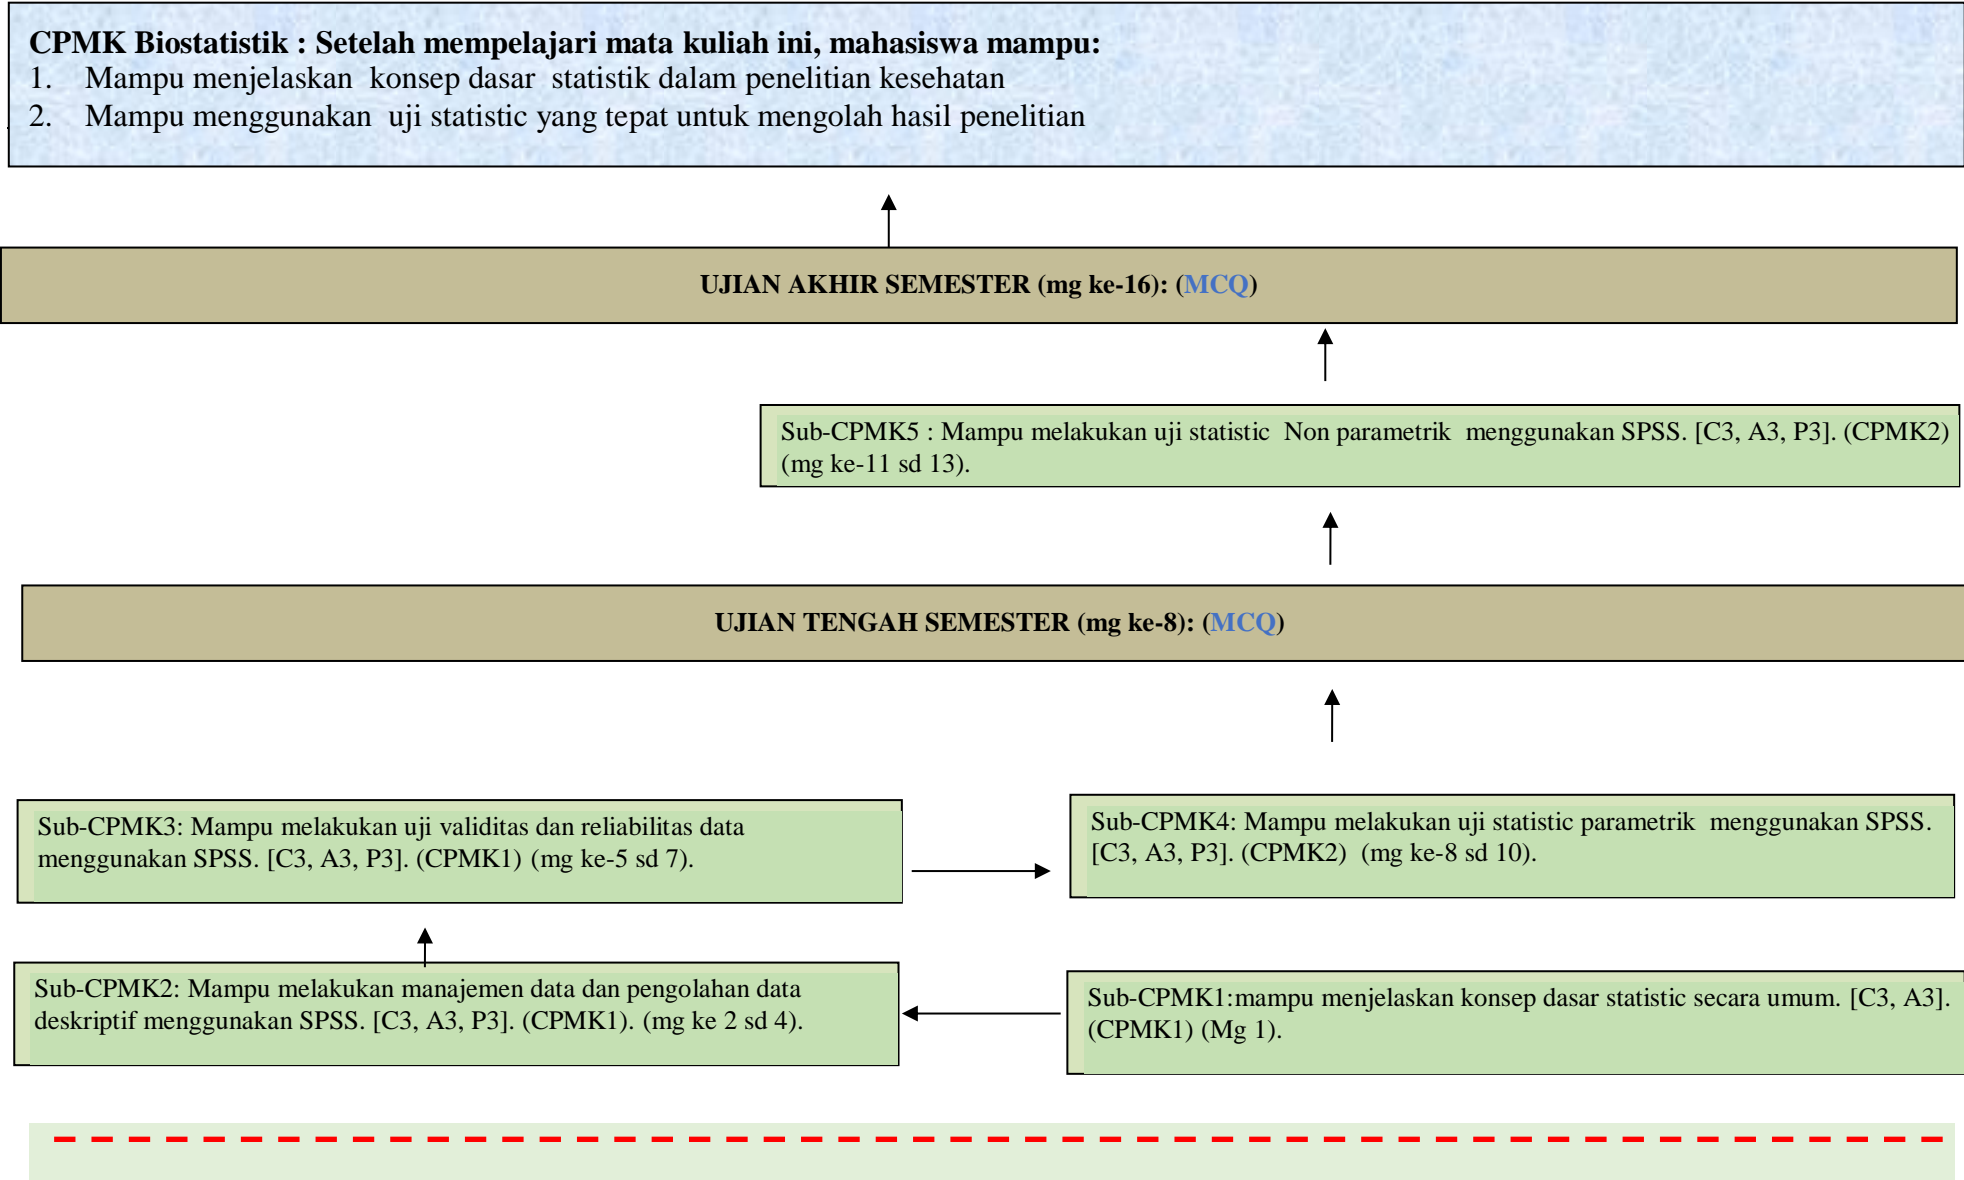 CPMK Biostatistik : Setelah mempelajari mata kuliah ini, mahasiswa mampu:
1. Mampu menjelaskan konsep dasar statistik dalam penelitian kesehatan
2. Mampu menggunakan uji statistic yang tepat untuk mengolah hasil penelitian
UJIAN AKHIR SEMESTER (mg ke-16): (MCQ)
Sub-CPMK5 : Mampu melakukan uji statistic Non parametrik menggunakan SPSS. [C3, A3, P3]. (CPMK2)
(mg ke-11 sd 13).
UJIAN TENGAH SEMESTER (mg ke-8): (MCQ)
Sub-CPMK3: Mampu melakukan uji validitas dan reliabilitas data
menggunakan SPSS. [C3, A3, P3]. (CPMK1) (mg ke-5 sd 7).
Sub-CPMK4: Mampu melakukan uji statistic parametrik menggunakan SPSS.
[C3, A3, P3]. (CPMK2) (mg ke-8 sd 10).
Sub-CPMK2: Mampu melakukan manajemen data dan pengolahan data
deskriptif menggunakan SPSS. [C3, A3, P3]. (CPMK1). (mg ke 2 sd 4).
Sub-CPMK1:mampu menjelaskan konsep dasar statistic secara umum. [C3, A3].
(CPMK1) (Mg 1).